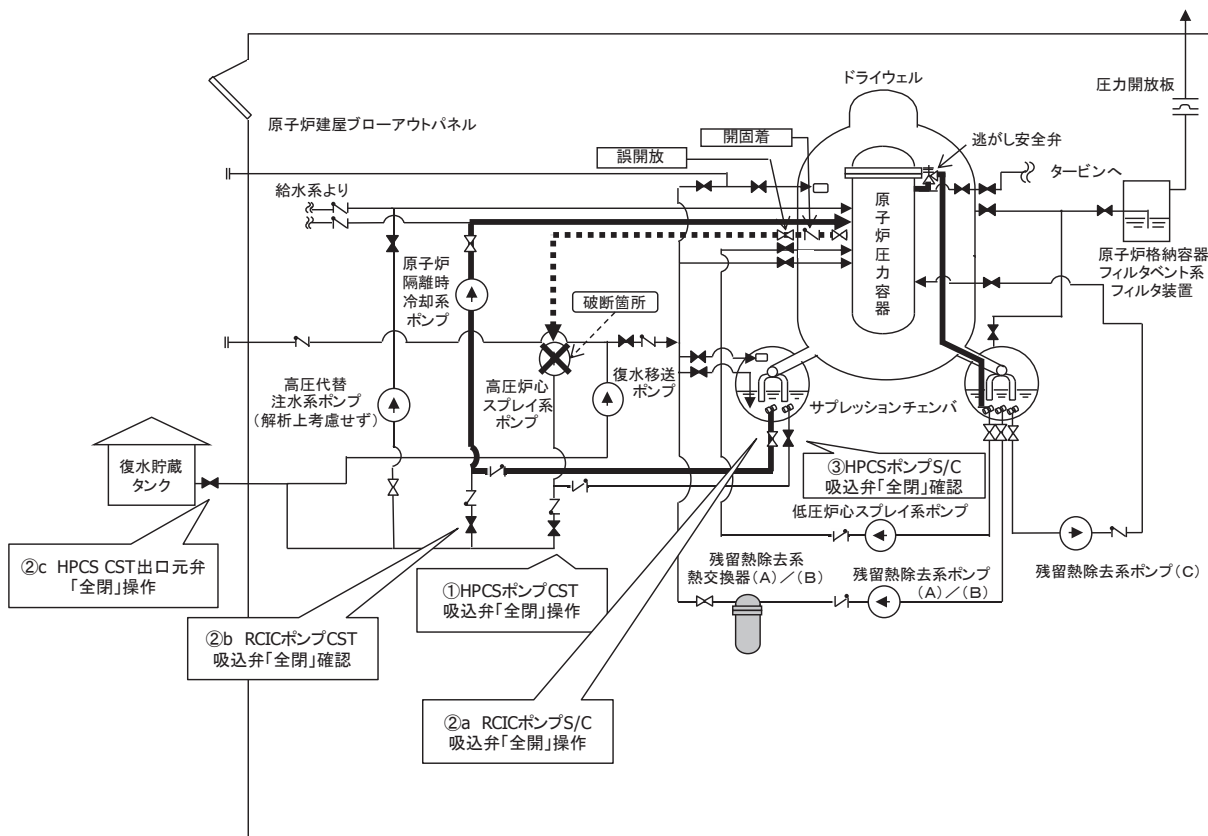 ドライウェル
圧力開放板
原子炉建屋ブローアウトパネル
開固着
逃がし安全弁
誤開放
タービンへ
給水系より
原子炉圧力容器
原子炉格納容器
フィルタベント系
フィルタ装置
原子炉
隔離時
冷却系
ポンプ
破断箇所
高圧代替
注水系ポンプ
(解析上考慮せず)
高圧炉心
スプレイ系
ポンプ
復水移送
ポンプ
サプレッションチェンバ
復水貯蔵
タンク
③HPCSポンプS/C
吸込弁「全閉」確認
低圧炉心スプレイ系ポンプ
②c HPCS CST出口元弁
「全閉」操作
①HPCSポンプCST
吸込弁「全閉」操作
残留熱除去系
熱交換器(A)/(B)
残留熱除去系ポンプ
(A)/(B)
残留熱除去系ポンプ(C)
②b RCICポンプCST
吸込弁「全閉」確認
②a RCICポンプS/C
吸込弁「全開」操作